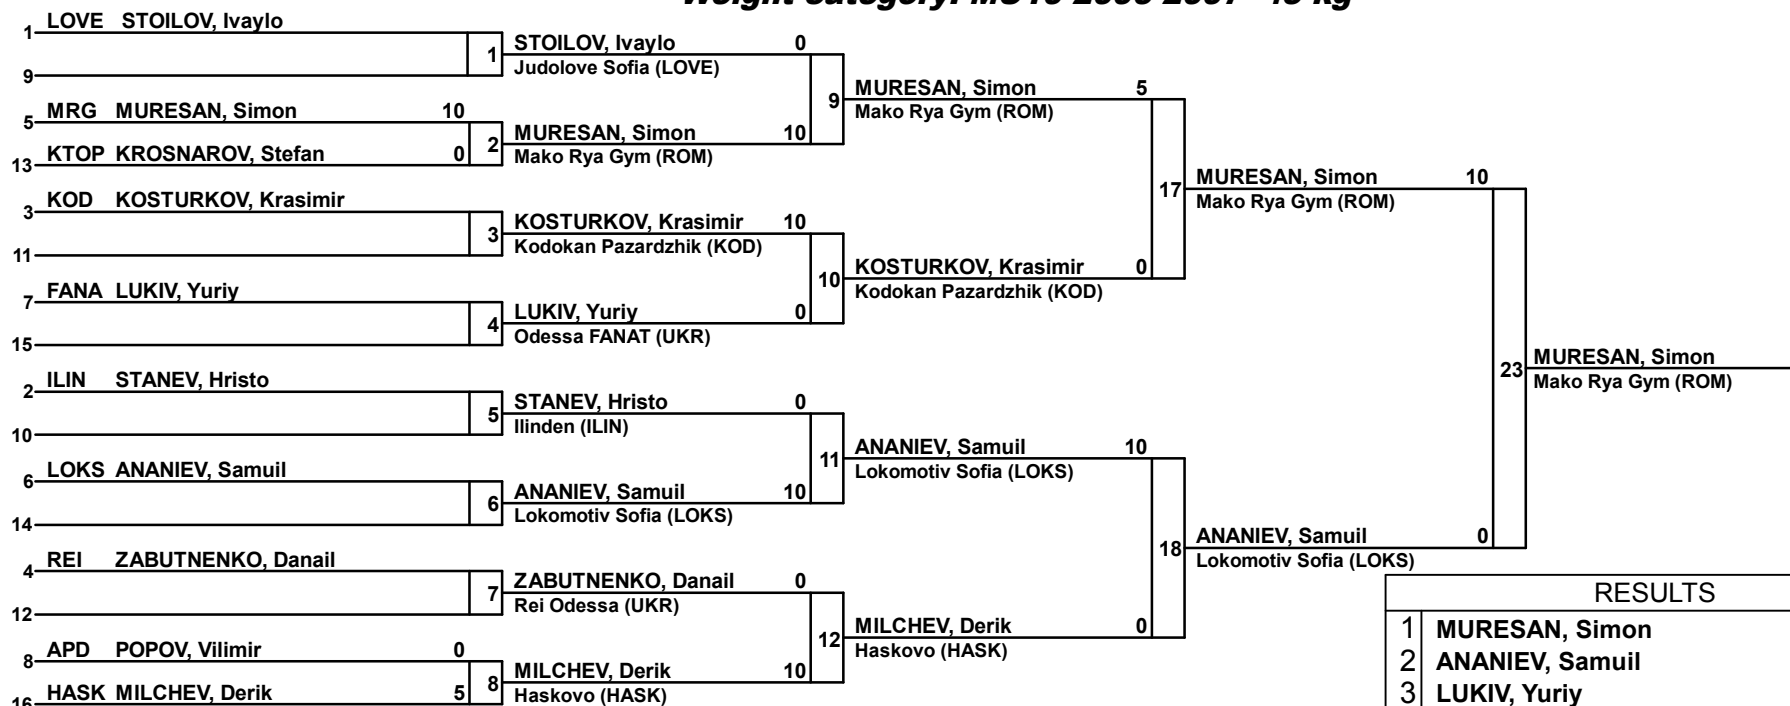 1 LOVE STOILOV, Ivaylo
9
1
STOILOV, Ivaylo 0
Judolove Sofia (LOVE)
5 MRG MURESAN, Simon 10
13 KTOP KROSNAROV, Stefan 0
2
MURESAN, Simon 10
Mako Rya Gym (ROM)
9
MURESAN, Simon 5
Mako Rya Gym (ROM)
3 KOD KOSTURKOV, Krasimir
11
3
KOSTURKOV, Krasimir 10
Kodokan Pazardzhik (KOD)
7 FANA LUKIV, Yuriy
15
4
LUKIV, Yuriy 0
Odessa FANAT (UKR)
10
KOSTURKOV, Krasimir 0
Kodokan Pazardzhik (KOD)
17
MURESAN, Simon 10
Mako Rya Gym (ROM)
2 ILIN STANEV, Hristo
10
5
STANEV, Hristo 0
Ilinden (ILIN)
6 LOKS ANANIEV, Samuil
14
6
ANANIEV, Samuil 10
Lokomotiv Sofia (LOKS)
11
ANANIEV, Samuil 10
Lokomotiv Sofia (LOKS)
4 REI ZABUTNENKO, Danail
12
7
ZABUTNENKO, Danail 0
Rei Odessa (UKR)
8 APD POPOV, Vilimir 0
16 HASK MILCHEV, Derik 5
8
MILCHEV, Derik 10
Haskovo (HASK)
12
MILCHEV, Derik 0
Haskovo (HASK)
18
ANANIEV, Samuil 0
Lokomotiv Sofia (LOKS)
23
MURESAN, Simon
Mako Rya Gym (ROM)
RESULTS
1 MURESAN, Simon
2 ANANIEV, Samuil
3 LUKIV, Yuriy